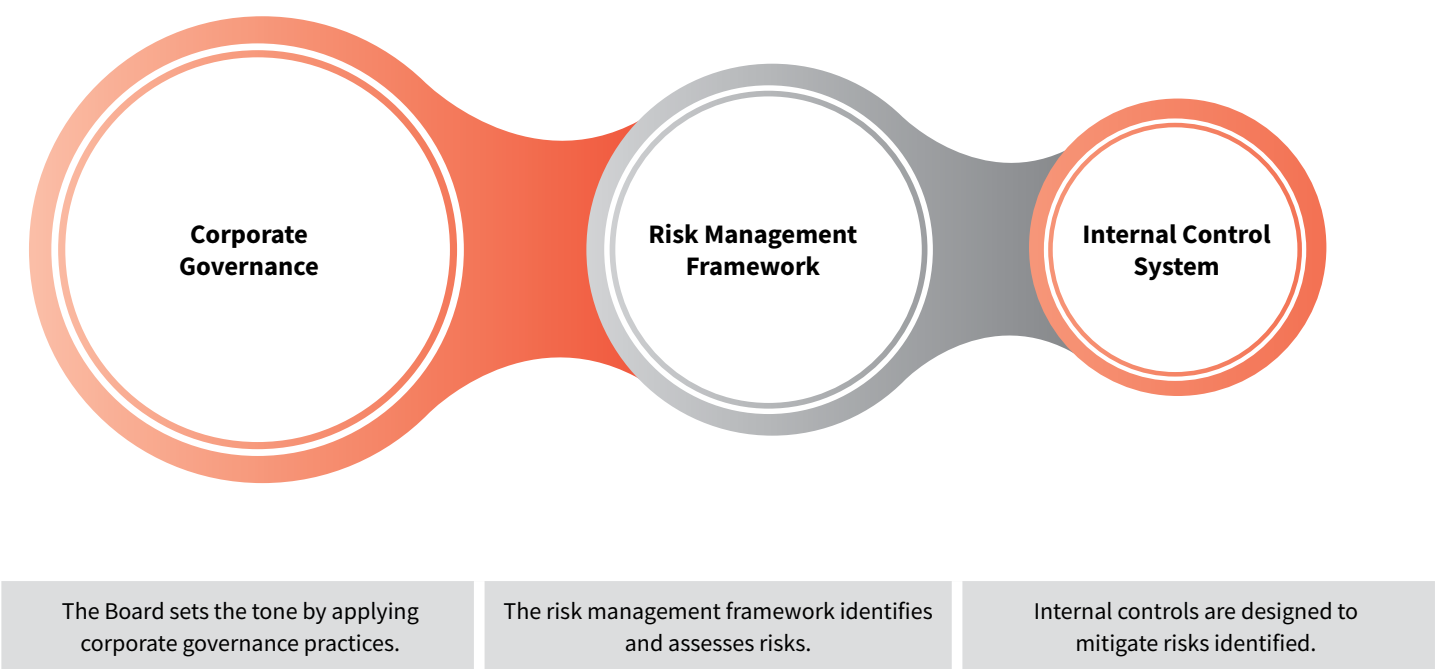 Corporate
Governance
Risk Management
Framework
Internal Control
System
The Board sets the tone by applying
corporate governance practices.
The risk management framework identifies
and assesses risks.
Internal controls are designed to
mitigate risks identified.